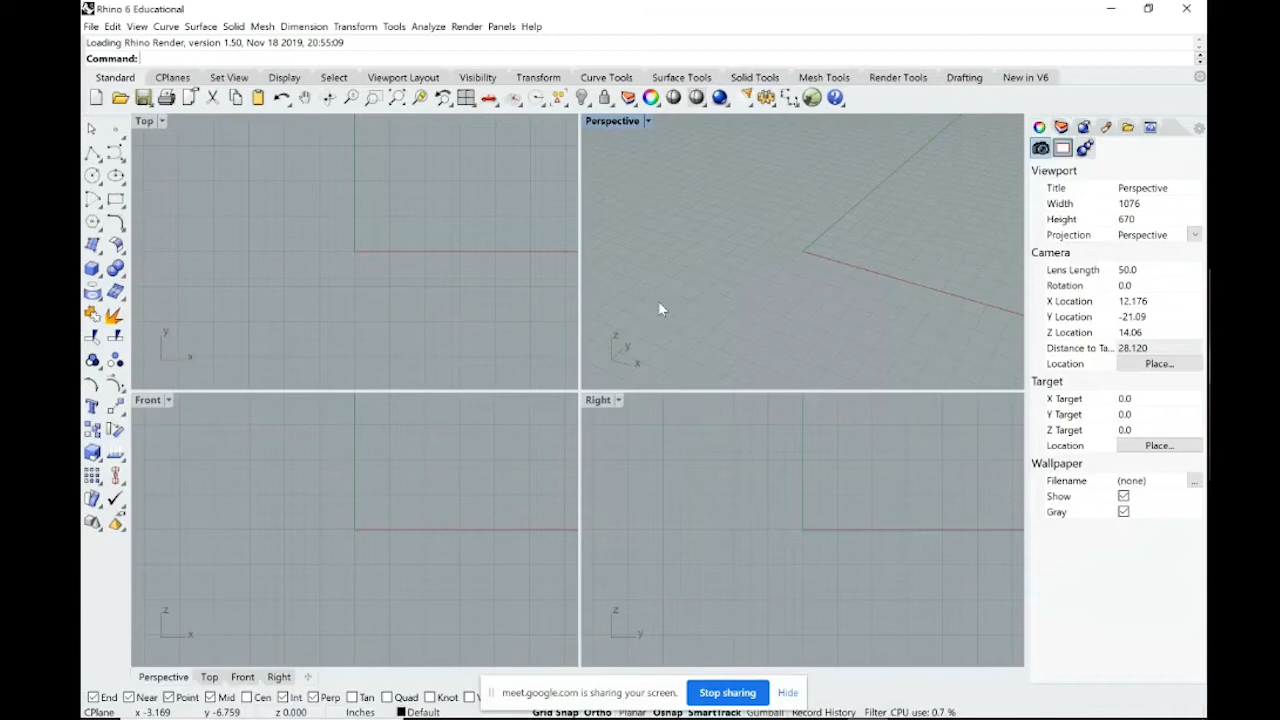 Rhino 6 Educational
File Edit View Curve Surface Solid Mesh Dimension Transform Tools Analyze Render Panels Help
Loading Rhino Render, version 1.50, Nov 18 2019, 20:55:09
Command:
Standard CPlanes Set View Display Select Viewport Layout Visibility Transform Curve Tools Surface Tools Solid Tools Mesh Tools Render Tools Drafting New in V6
Top
Perspective
Viewport
Title Perspective
Width 1076
Height 670
Projection Perspective
Camera
Lens Length 50.0
Rotation 0.0
X Location 12.176
Y Location -21.09
Z Location 14.06
Distance to Ta... 28.120
Location Place...
Target
X Target 0.0
Y Target 0.0
Z Target 0.0
Location Place...
Wallpaper
Filename (none) ...
Show
Gray
y
x
z
y
x
Front
Right
z
x
z
y
Perspective Top Front Right
meet.google.com is sharing your screen. Stop sharing Hide
End Near Point Mid Cen Int Perp Tan Quad Knot
CPlane x -3.169 y -6.759 z 0.000 Inches Default Grid Snap Ortho Planar Osnap SmartTrack Gumball Record History Filter CPU use: 0.7 %